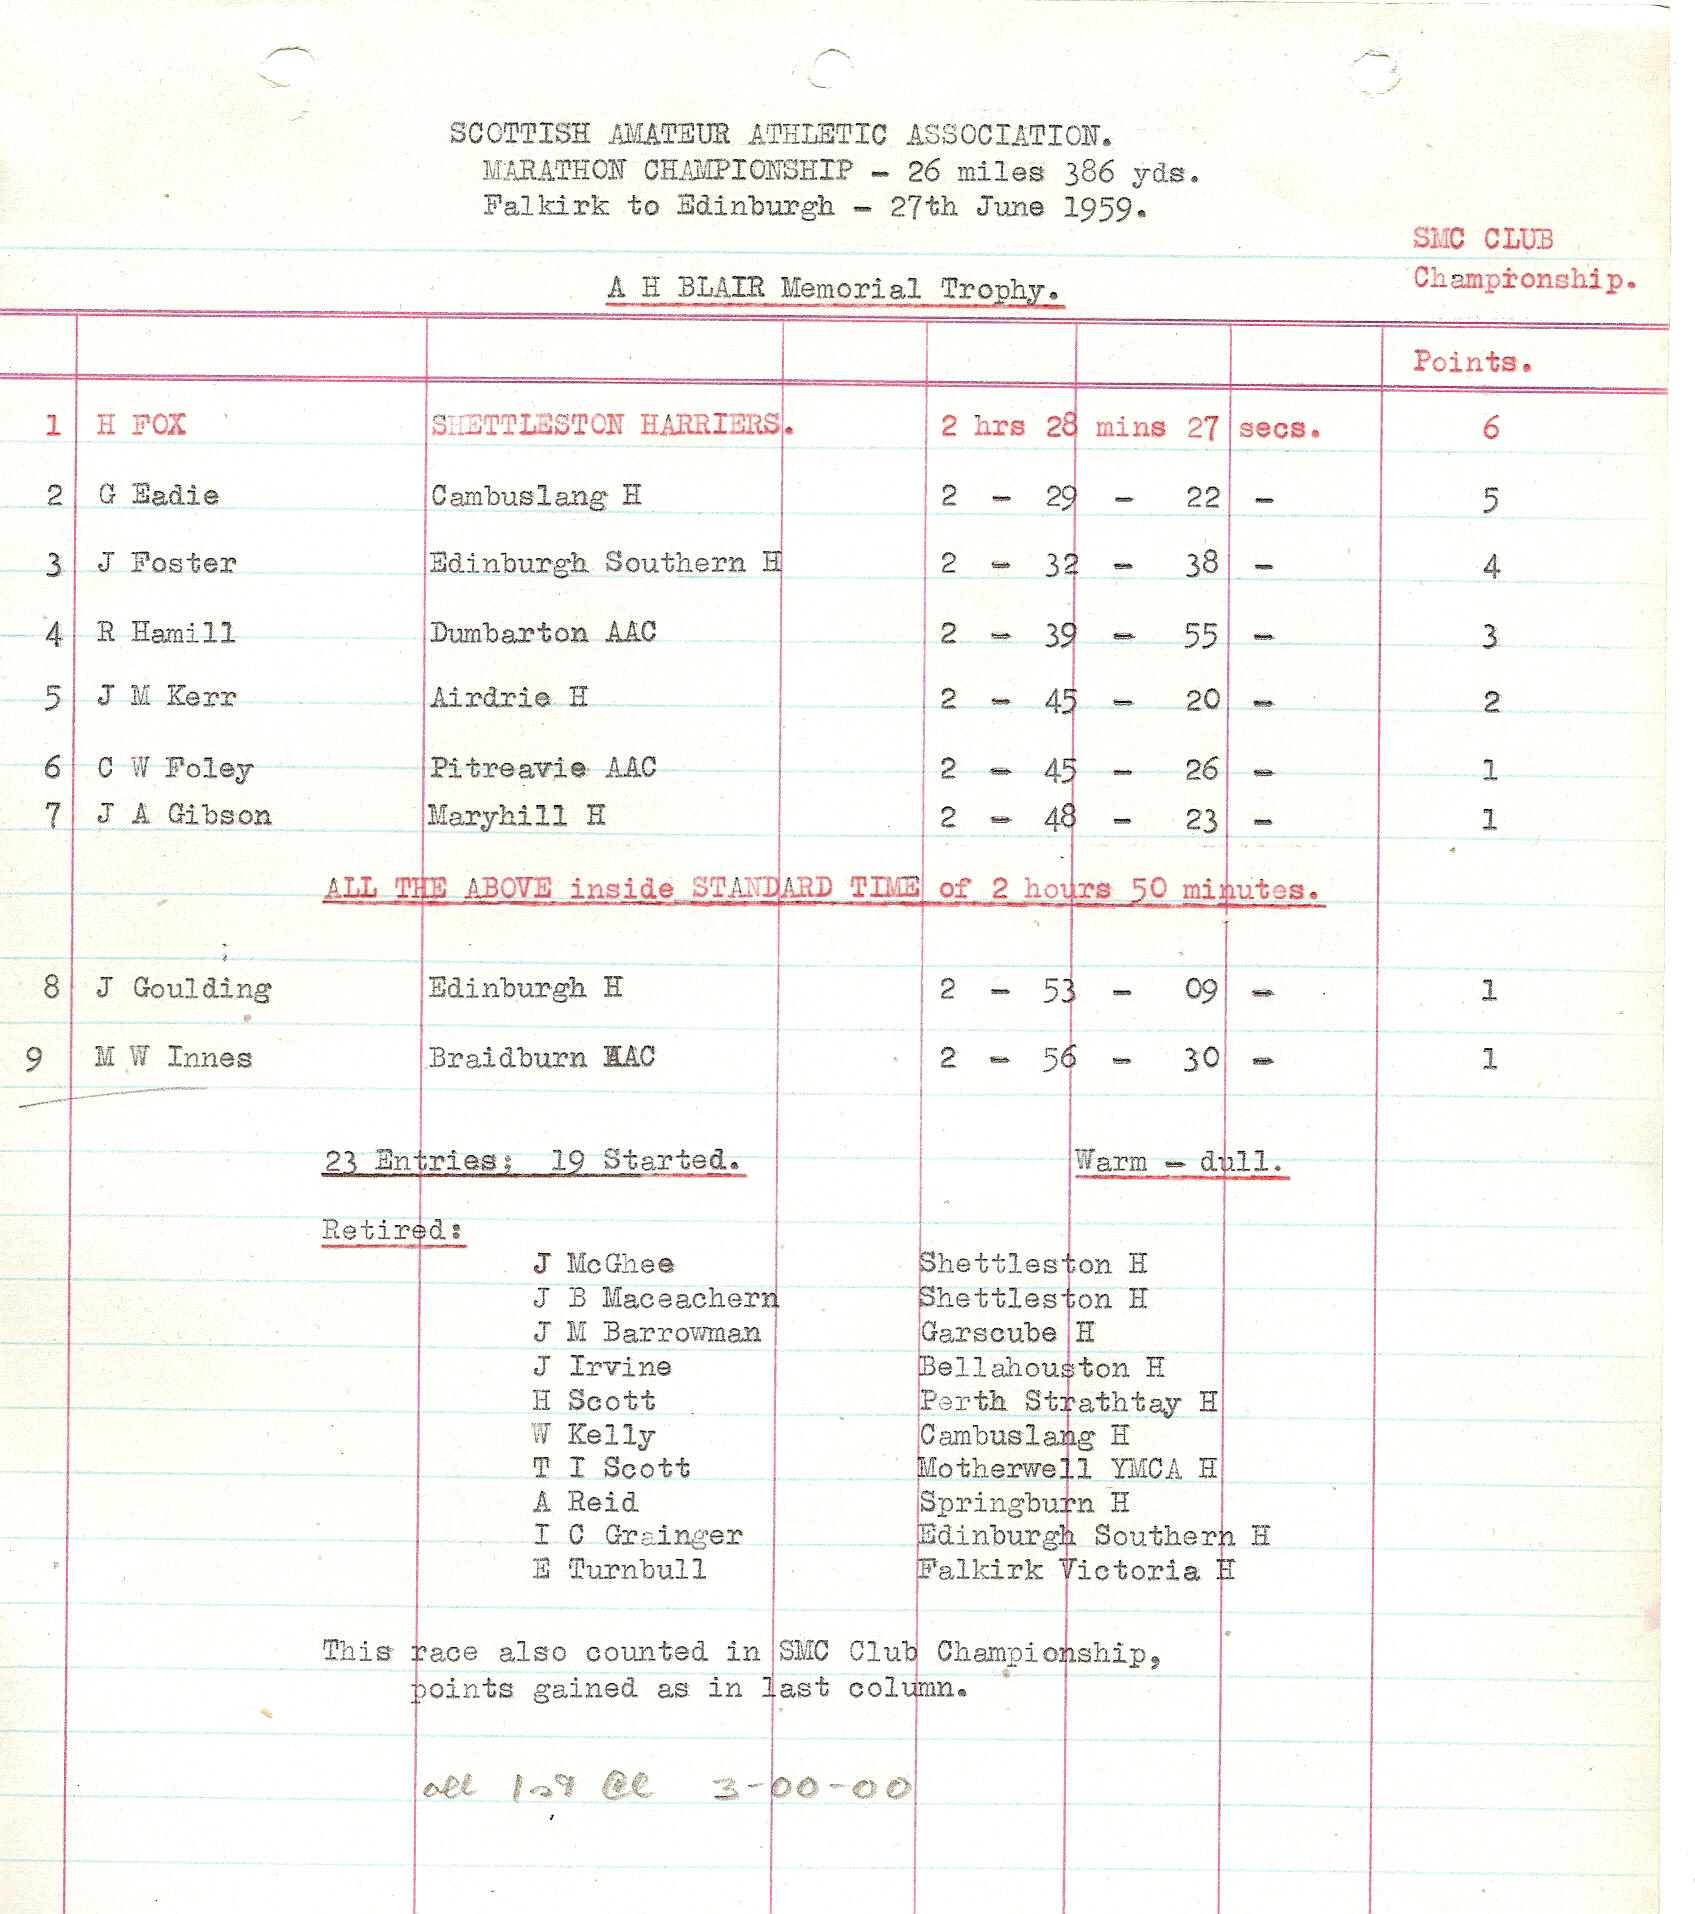 SCOTTISH AMATEUR ATHLETIC ASSOCIATION.
MARATHON CHAMPIONSHIP - 26 miles 386 yds.
Falkirk to Edinburgh - 27th June 1959.
SMC CLUB
Championship.
A H BLAIR Memorial Trophy.
Points.
1 H FOX SHETTLESTON HARRIERS. 2 hrs 28 mins 27 secs. 6
2 G Eadie Cambuslang H 2 - 29 - 22 - 5
3 J Foster Edinburgh Southern H 2 - 32 - 38 - 4
4 R Hamill Dumbarton AAC 2 - 39 - 55 - 3
5 J M Kerr Airdrie H 2 - 45 - 20 - 2
6 C W Foley Pitreavie AAC 2 - 45 - 26 - 1
7 J A Gibson Maryhill H 2 - 48 - 23 - 1
ALL THE ABOVE inside STANDARD TIME of 2 hours 50 minutes.
8 J Goulding Edinburgh H 2 - 53 - 09 - 1
9 M W Innes Braidburn AAC 2 - 56 - 30 - 1
23 Entries; 19 Started. Warm - dull.
Retired:
J McGhee Shettleston H
J B Maceachern Shettleston H
J M Barrowman Garscube H
J Irvine Bellahouston H
H Scott Perth Strathtay H
W Kelly Cambuslang H
T I Scott Motherwell YMCA H
A Reid Springburn H
I C Grainger Edinburgh Southern H
E Turnbull Falkirk Victoria H
This race also counted in SMC Club Championship,
points gained as in last column.
all 1st Cl 3-00-00